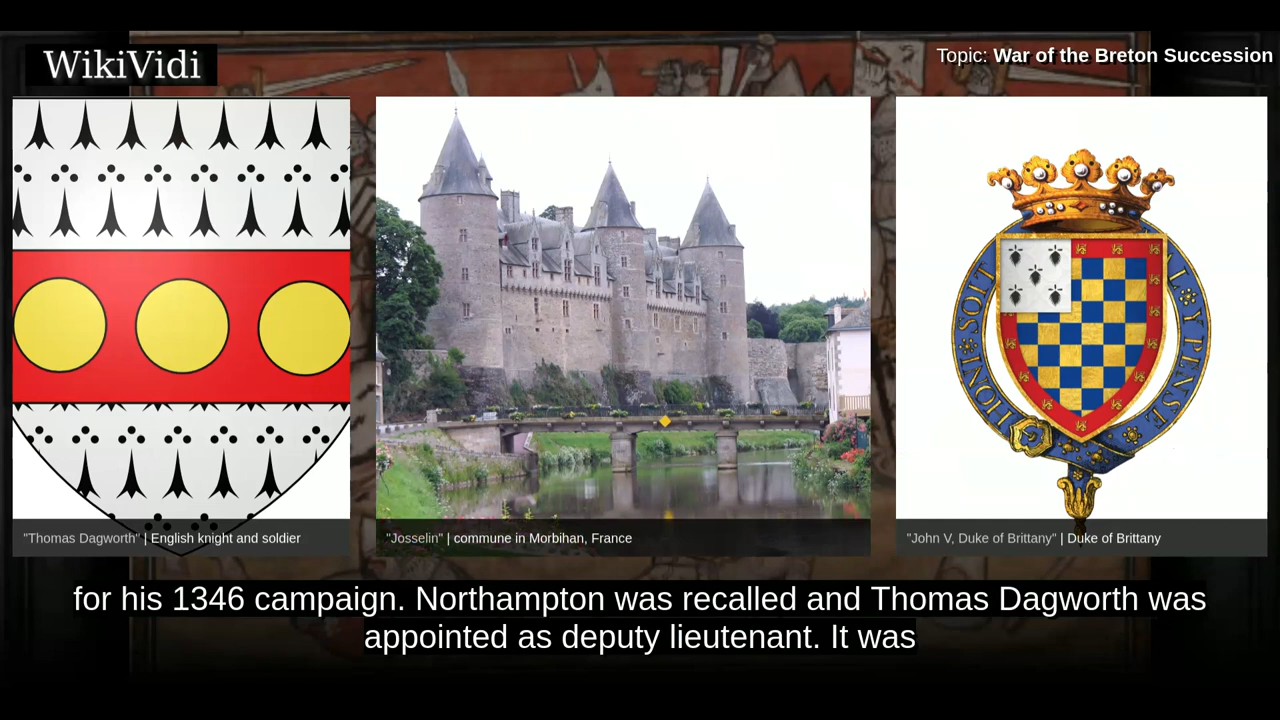 WikiVidi
Topic: War of the Breton Succession
HONI·SOIT
"Thomas Dagworth" | English knight and soldier
"Josselin" | commune in Morbihan, France
"John V, Duke of Brittany" | Duke of Brittany
for his 1346 campaign. Northampton was recalled and Thomas Dagworth was
appointed as deputy lieutenant. It was